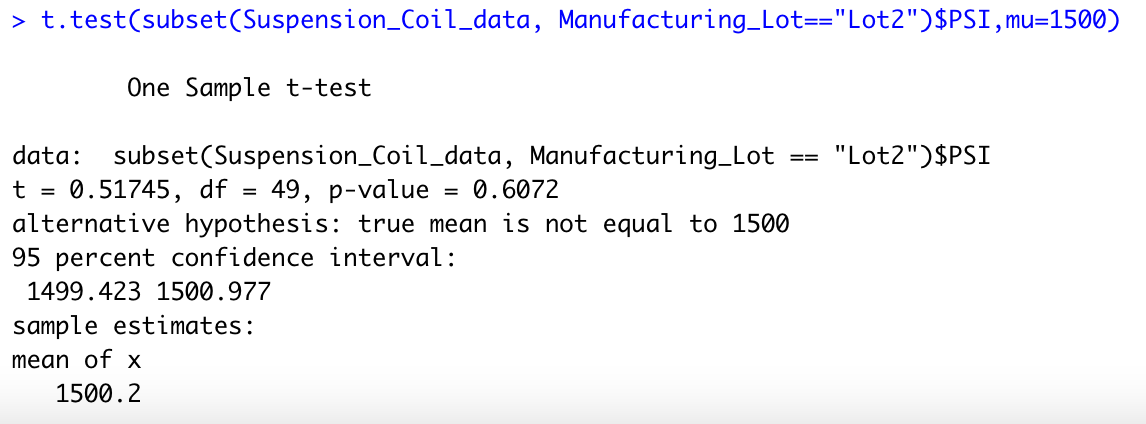 > t.test(subset(Suspension_Coil_data, Manufacturing_Lot=="Lot2")$PSI,mu=1500)
One Sample t-test
data:  subset(Suspension_Coil_data, Manufacturing_Lot == "Lot2")$PSI
t = 0.51745, df = 49, p-value = 0.6072
alternative hypothesis: true mean is not equal to 1500
95 percent confidence interval:
1499.423 1500.977
sample estimates:
mean of x
1500.2